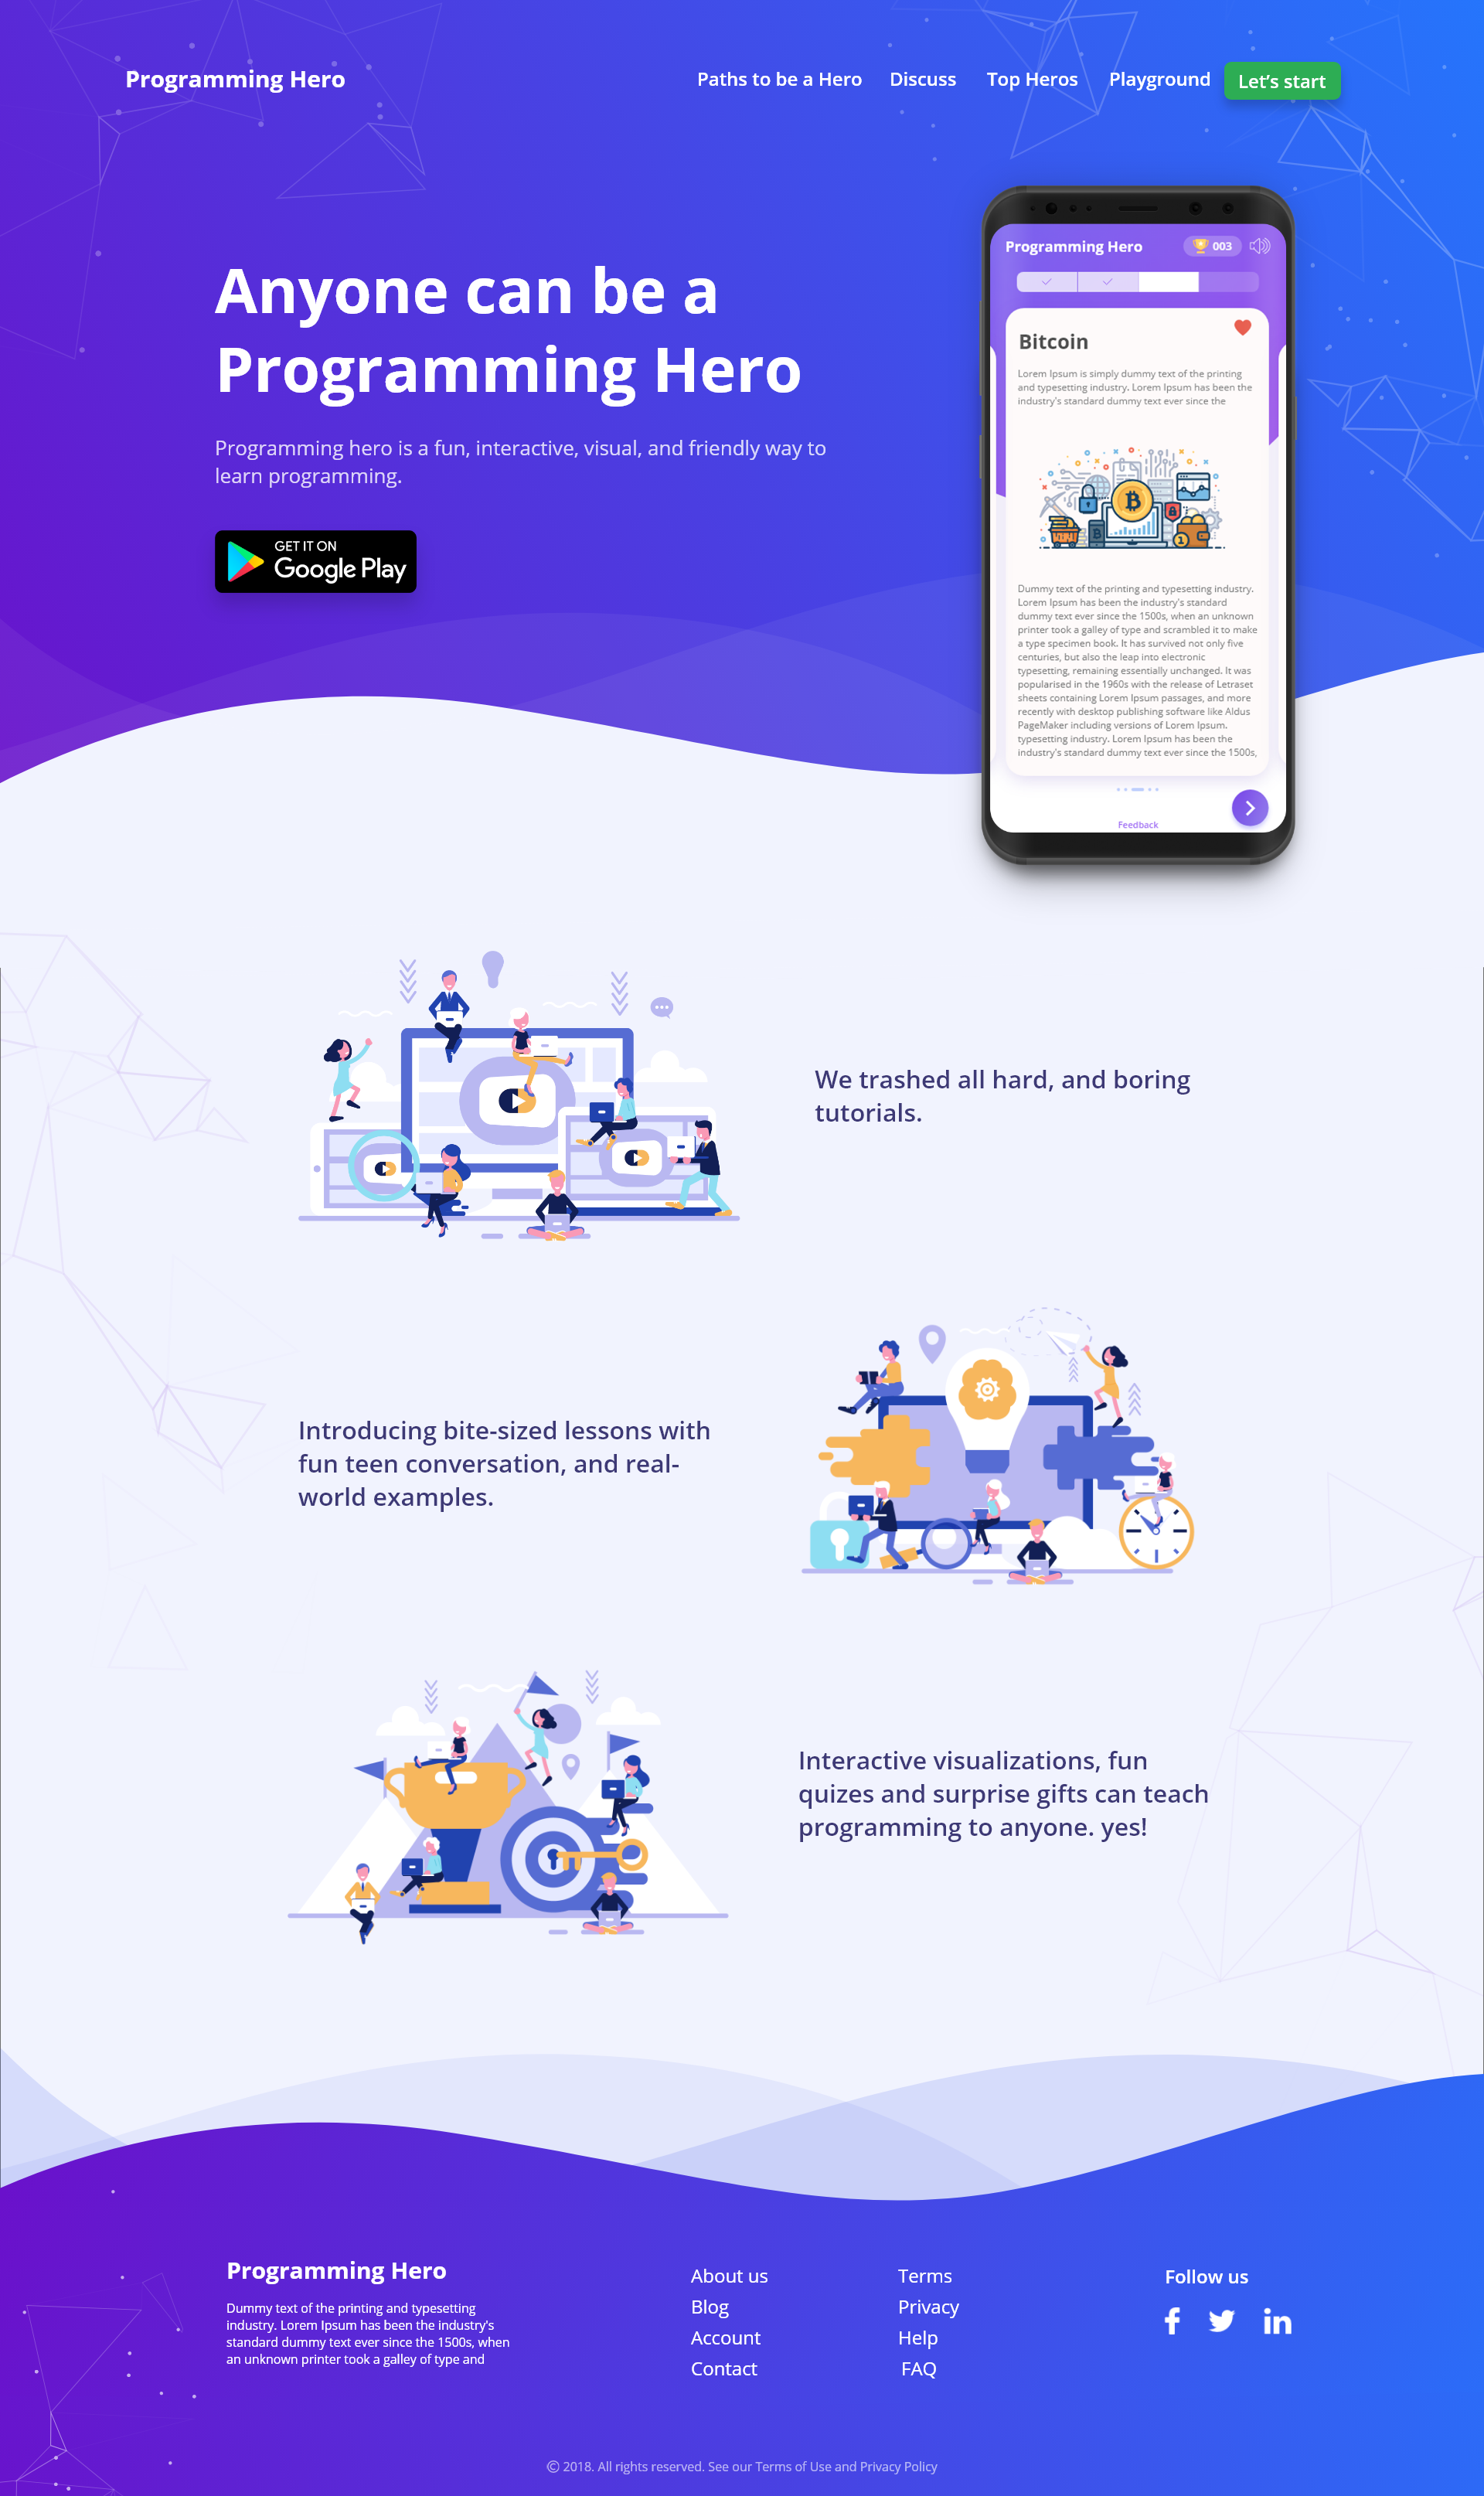 Programming Hero
Paths to be a Hero
Discuss
Top Heros
Playground
Let's start
Anyone can be a
Programming Hero
Programming hero is a fun, interactive, visual, and friendly way to
learn programming.
GET IT ON
Google Play
Programming Hero
003
Bitcoin
Lorem Ipsum is simply dummy text of the printing
and typesetting industry. Lorem Ipsum has been the
industry's standard dummy text ever since the
Dummy text of the printing and typesetting industry.
Lorem Ipsum has been the industry's standard
dummy text ever since the 1500s, when an unknown
printer took a galley of type and scrambled it to make
a type specimen book. It has survived not only five
centuries, but also the leap into electronic
typesetting, remaining essentially unchanged. It was
popularised in the 1960s with the release of Letraset
sheets containing Lorem Ipsum passages, and more
recently with desktop publishing software like Aldus
PageMaker including versions of Lorem Ipsum.
typesetting industry. Lorem Ipsum has been the
industry's standard dummy text ever since the 1500s,
Feedback
We trashed all hard, and boring
tutorials.
Introducing bite-sized lessons with
fun teen conversation, and real-
world examples.
Interactive visualizations, fun
quizes and surprise gifts can teach
programming to anyone. yes!
Programming Hero
Dummy text of the printing and typesetting
industry. Lorem Ipsum has been the industry's
standard dummy text ever since the 1500s, when
an unknown printer took a galley of type and
About us
Blog
Account
Contact
Terms
Privacy
Help
FAQ
Follow us
© 2018. All rights reserved. See our Terms of Use and Privacy Policy